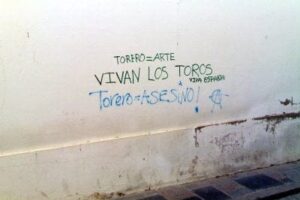 TORERO=ARTE
VIVAN LOS TOROS
VIVA ESPAÑA
Torero=ASESiNO!